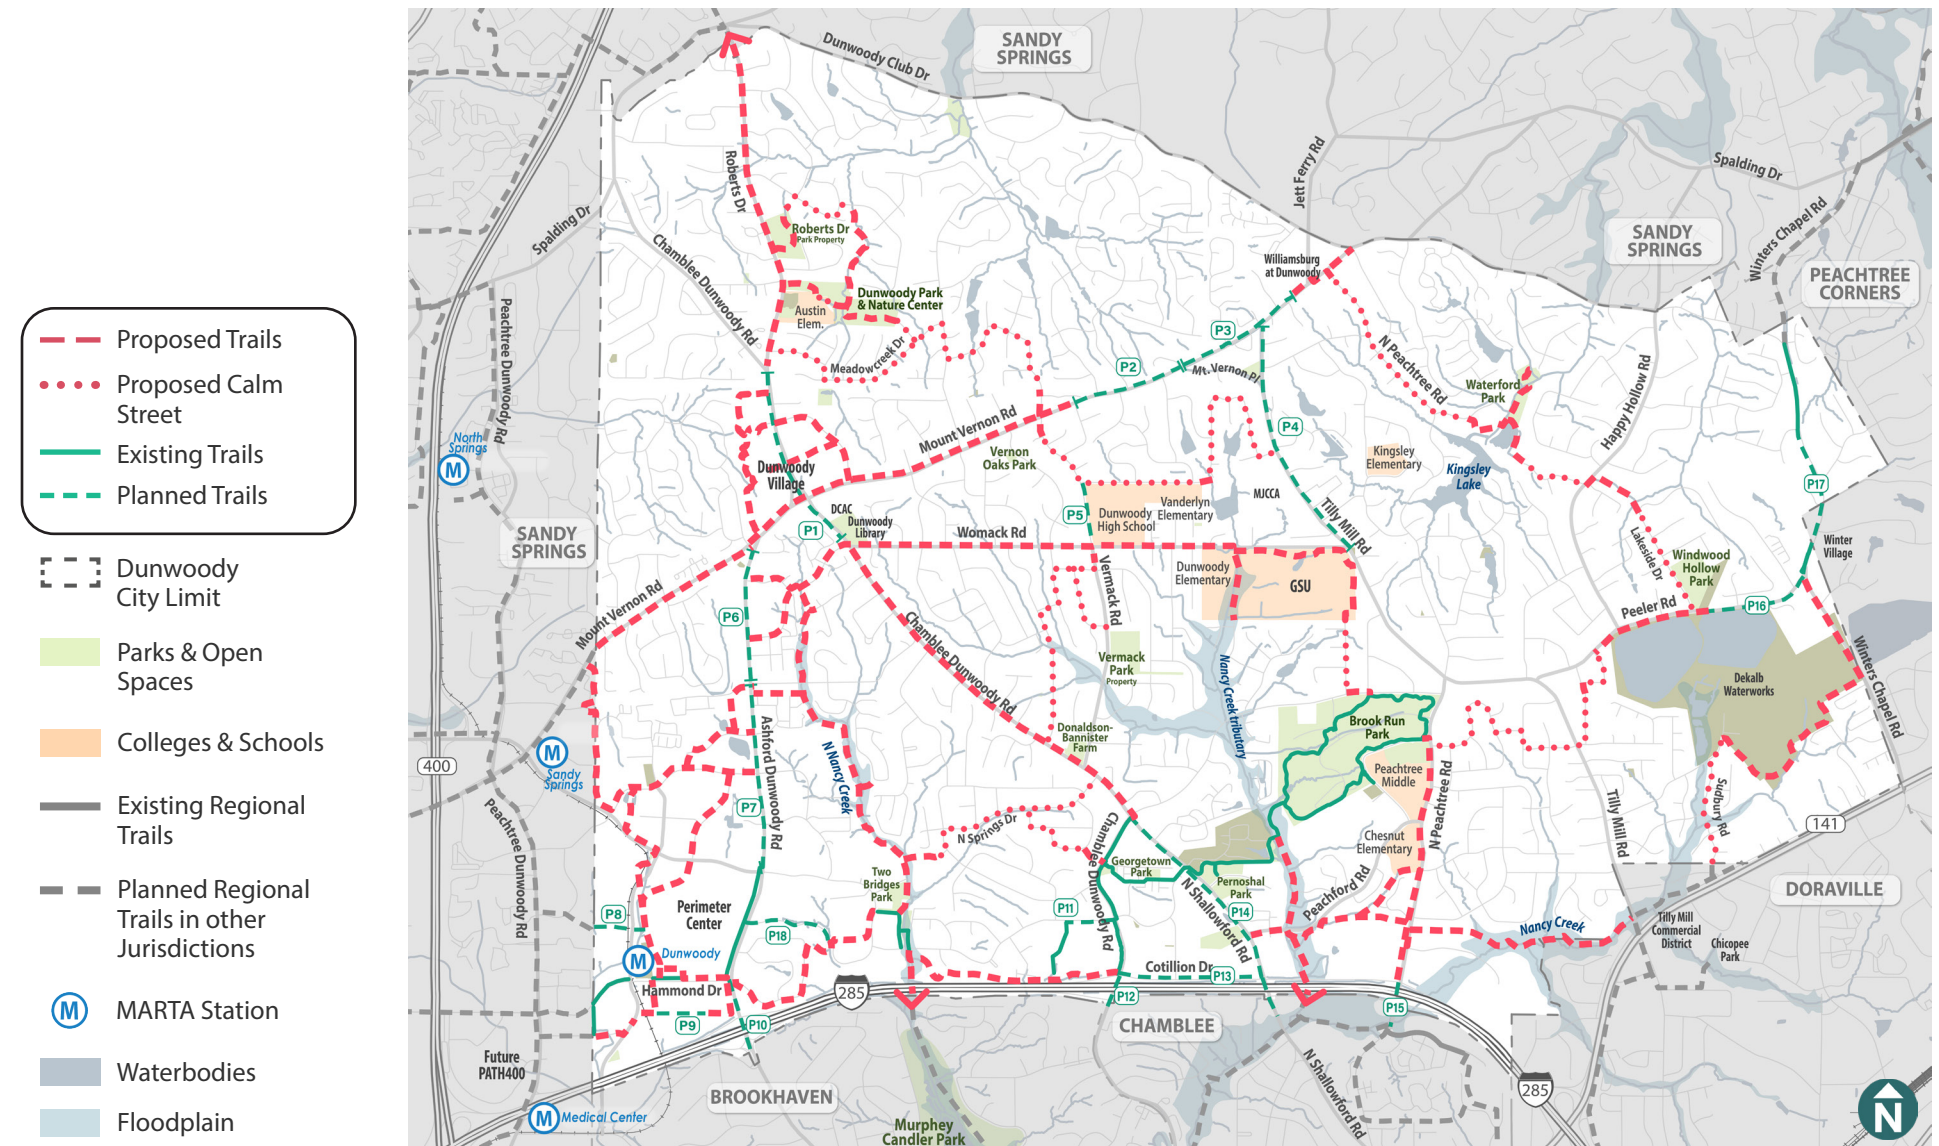 Proposed Trails
Proposed Calm
Street
Existing Trails
Planned Trails
Dunwoody
City Limit
Parks & Open
Spaces
Colleges & Schools
Existing Regional
Trails
Planned Regional
Trails in other
Jurisdictions
MARTA Station
Waterbodies
Floodplain
SANDY
SPRINGS
Dunwoody Club Dr
Roberts Dr
Jett Ferry Rd
Spalding Dr
Winters Chapel Rd
SANDY
SPRINGS
PEACHTREE
CORNERS
Spalding Dr
Chamblee Dunwoody Rd
Roberts Dr
Park Property
Williamsburg
at Dunwoody
Dunwoody Park
& Nature Center
Austin
Elem.
Meadowcreek Dr
Peachtree Dunwoody Rd
P3
P2
Mt. Vernon Pl
N Peachtree Rd
Waterford
Park
Happy Hollow Rd
North
Springs
M
Mount Vernon Rd
Vernon
Oaks Park
P4
Kingsley
Elementary
Kingsley
Lake
P17
Dunwoody
Village
SANDY
SPRINGS
DCAC
Dunwoody
Library
P1
P5
Dunwoody
High School
Vanderlyn
Elementary
MJCCA
Tilly Mill Rd
Womack Rd
Lakeside Dr
Windwood
Hollow
Park
Winter
Village
Dunwoody
Elementary
GSU
Vermack Rd
Peeler Rd
P16
Mount Vernon Rd
P6
Chamblee Dunwoody Rd
Vermack
Park
Property
Nancy Creek tributary
Dekalb
Waterworks
Winters Chapel Rd
Donaldson-
Bannister
Farm
Brook Run
Park
Ashford Dunwoody Rd
N Nancy Creek
Peachtree
Middle
N Peachtree Rd
400
M
Sandy
Springs
P7
Peachtree Dunwoody Rd
N Springs Dr
Chamblee Dunwoody Rd
Chesnut
Elementary
Tilly Mill Rd
Sudbury Rd
141
Georgetown
Park
Two
Bridges
Park
Pernoshal
Park
N Shallowford Rd
Peachford Rd
DORAVILLE
P8
Perimeter
Center
P11
P14
P18
Nancy Creek
Tilly Mill
Commercial
District
Chicopee
Park
M
Dunwoody
Cotillion Dr
P13
Hammond Dr
285
P12
P15
P9
P10
CHAMBLEE
Future
PATH400
BROOKHAVEN
N Shallowford Rd
285
M
Medical Center
Murphey
Candler Park
N
M